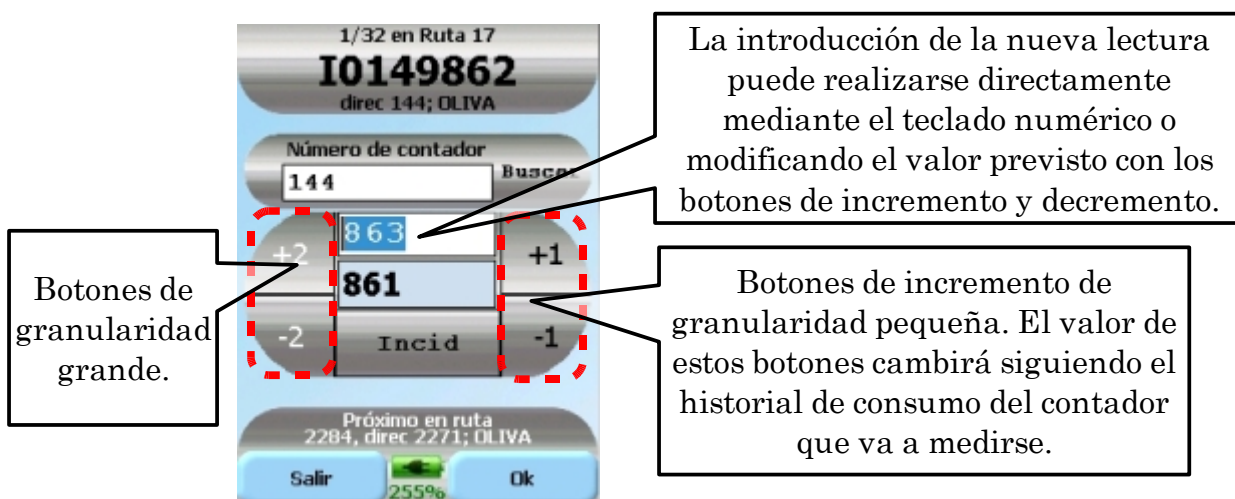 1/32 en Ruta 17
I0149862
direc 144; OLIVA
Número de contador
144
Buscar
+2
863
+1
861
-2
Incid
-1
Próximo en ruta
2284, direc 2271; OLIVA
Salir
255%
Ok
La introducción de la nueva lectura
puede realizarse directamente
mediante el teclado numérico o
modificando el valor previsto con los
botones de incremento y decremento.
Botones de
granularidad
grande.
Botones de incremento de
granularidad pequeña. El valor de
estos botones cambirá siguiendo el
historial de consumo del contador
que va a medirse.